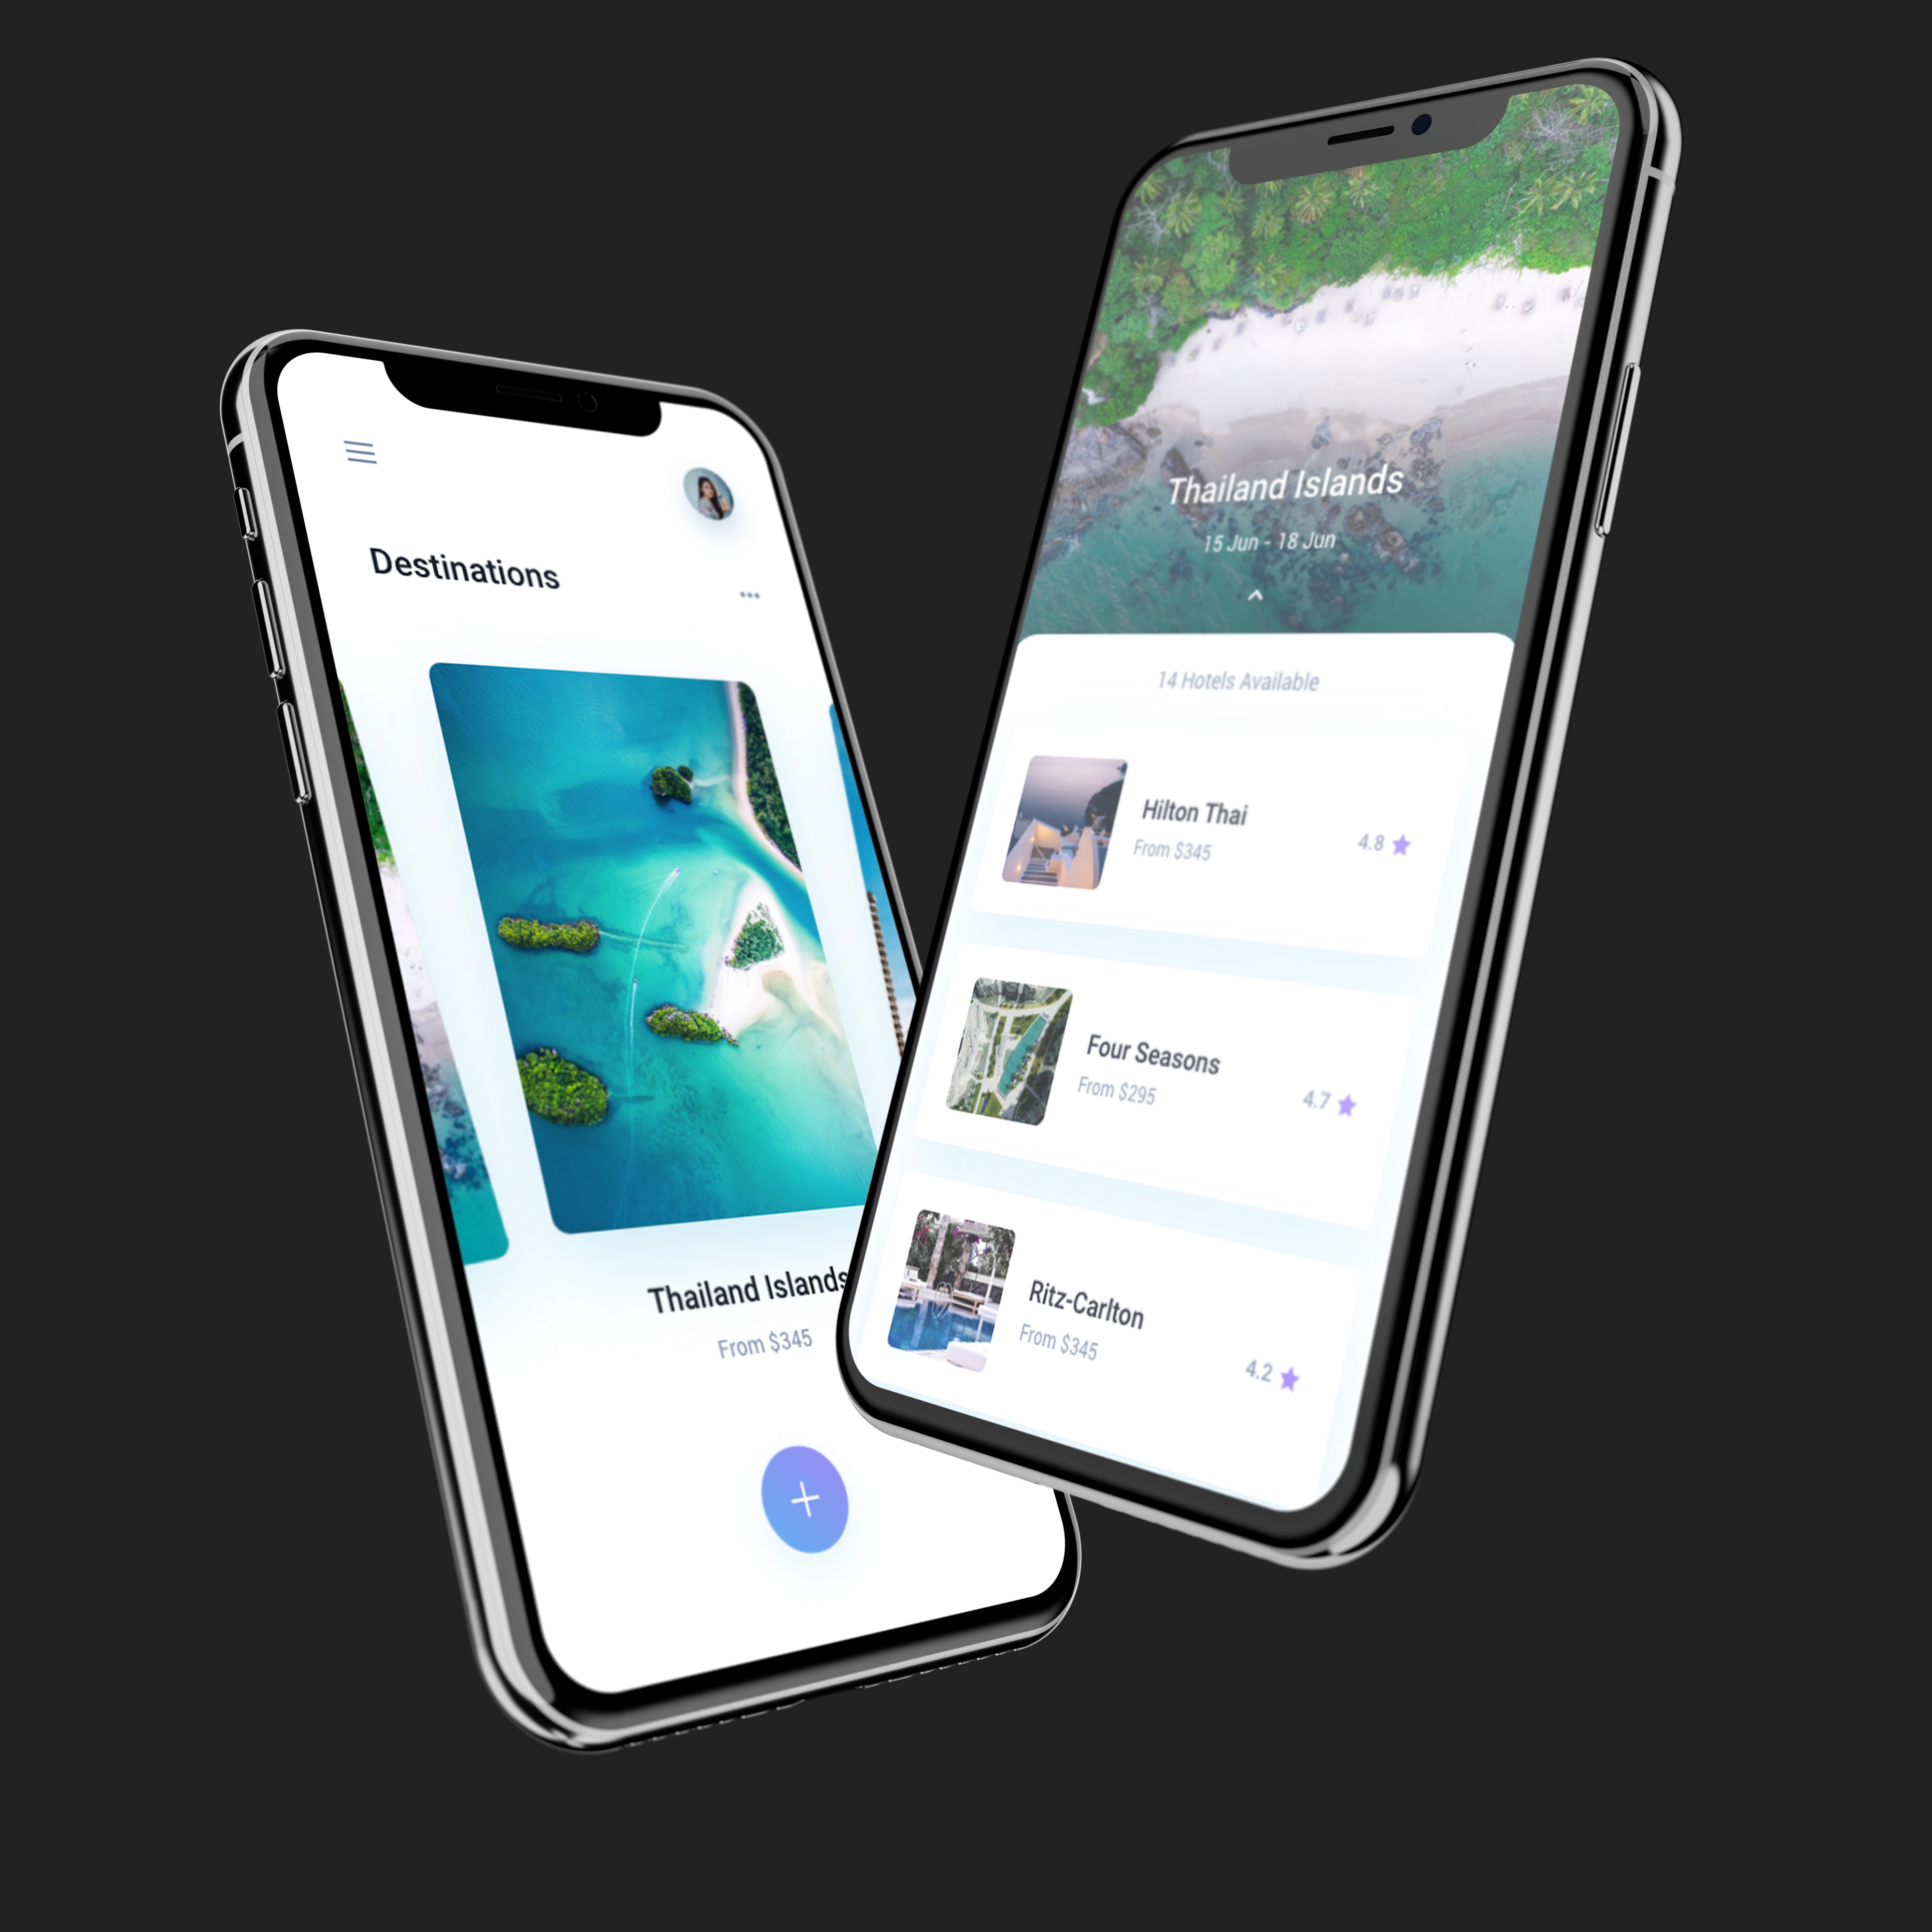 Destinations
Thailand Islands
From $345
Thailand Islands
15 Jun - 18 Jun
14 Hotels Available
Hilton Thai
From $345
4.8
Four Seasons
From $295
4.7
Ritz-Carlton
From $345
4.2